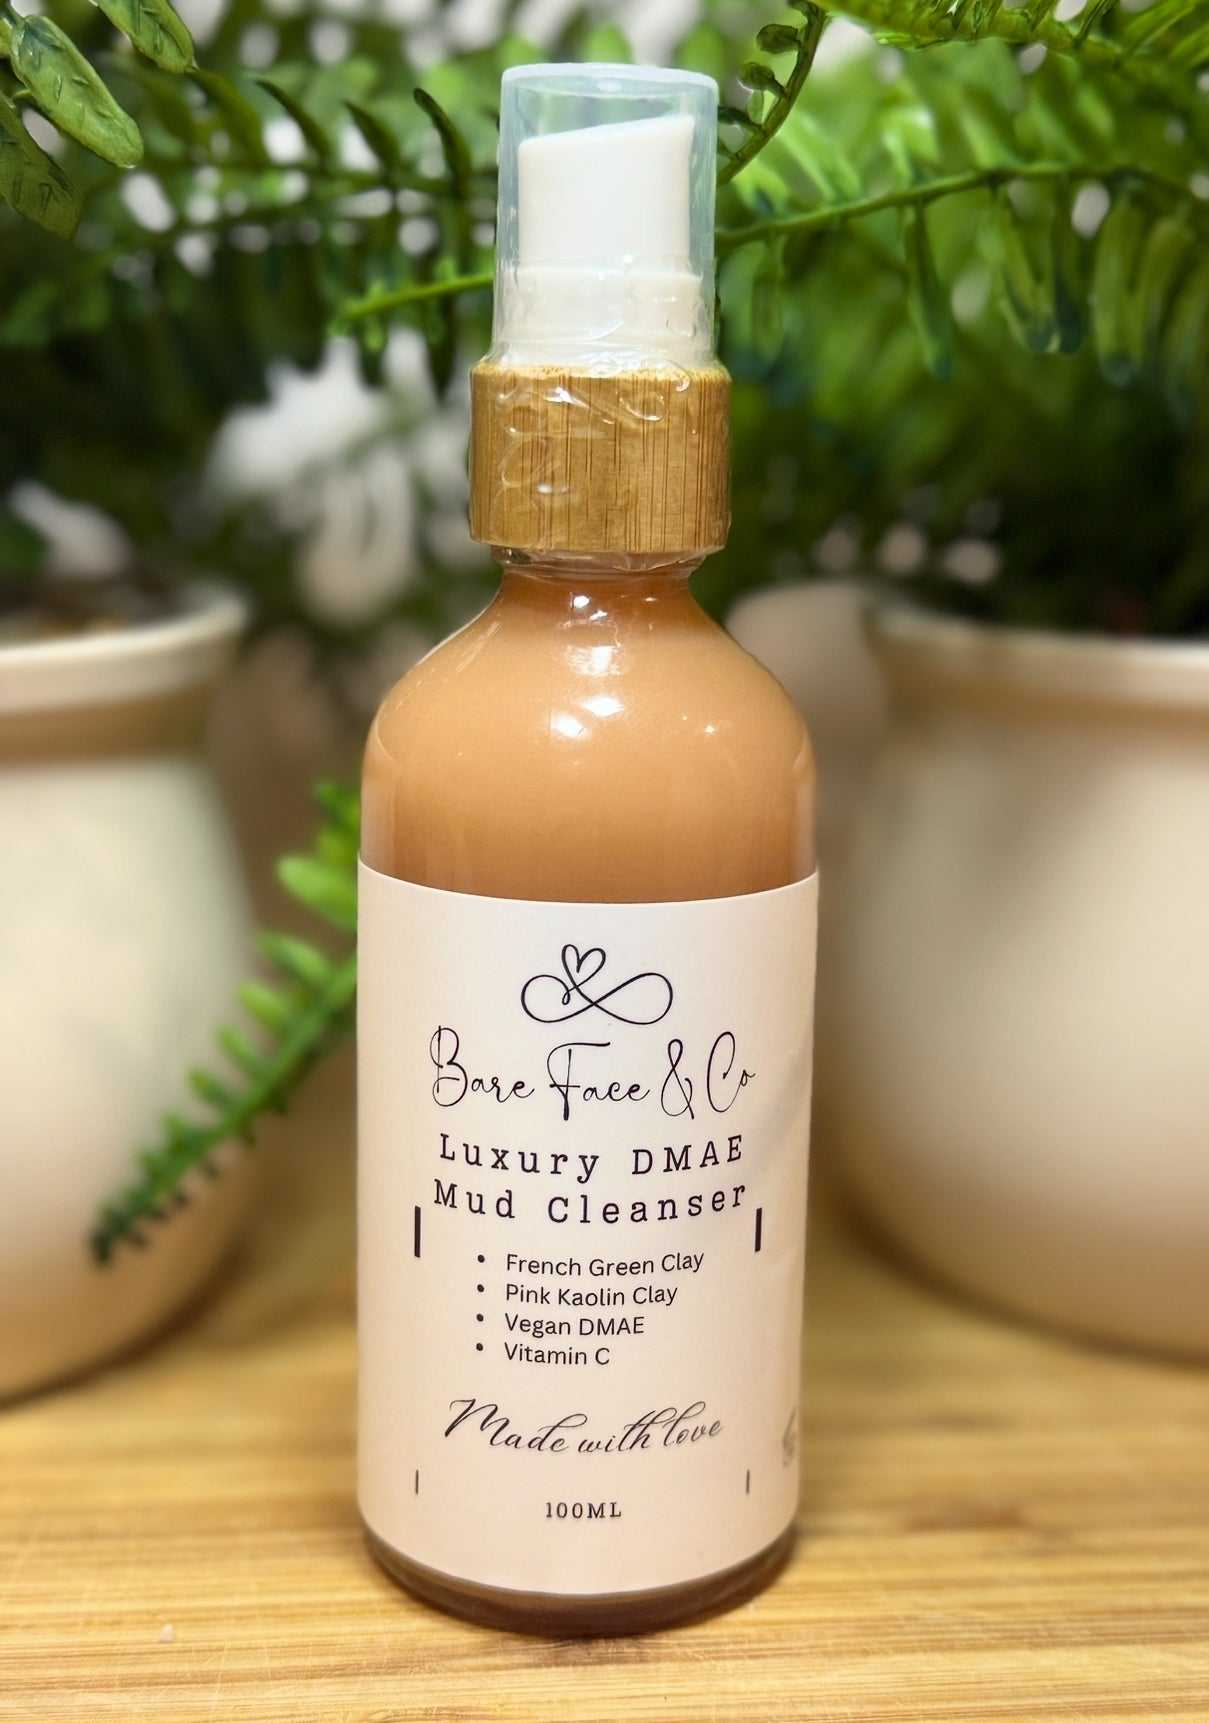 Bare Face & Co
Luxury DMAE
Mud Cleanser
• French Green Clay
• Pink Kaolin Clay
• Vegan DMAE
• Vitamin C
Made with love
100ML